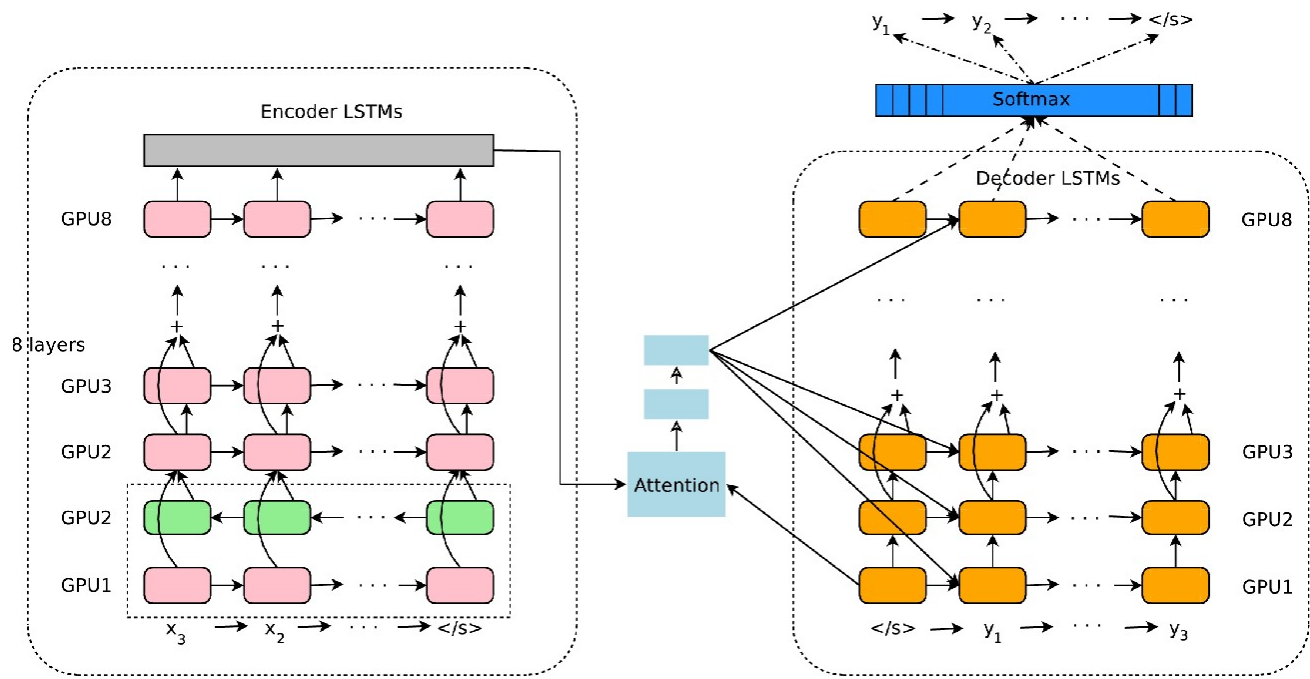 y1 → y2 → · · · → </s>
Softmax
Encoder LSTMs
Decoder LSTMs
GPU8
· · · 
GPU8
· · ·
· · ·
· · ·
· · ·
· · ·
· · ·
· · ·
+
+
+
8 layers
GPU3
· · ·
+
+
+
GPU2
· · ·
· · ·
GPU3
Attention
GPU2
· · ·
· · ·
GPU2
GPU1
· · ·
· · ·
GPU1
x3 → x2 → · · · → </s>
</s> → y1 → · · · → y3